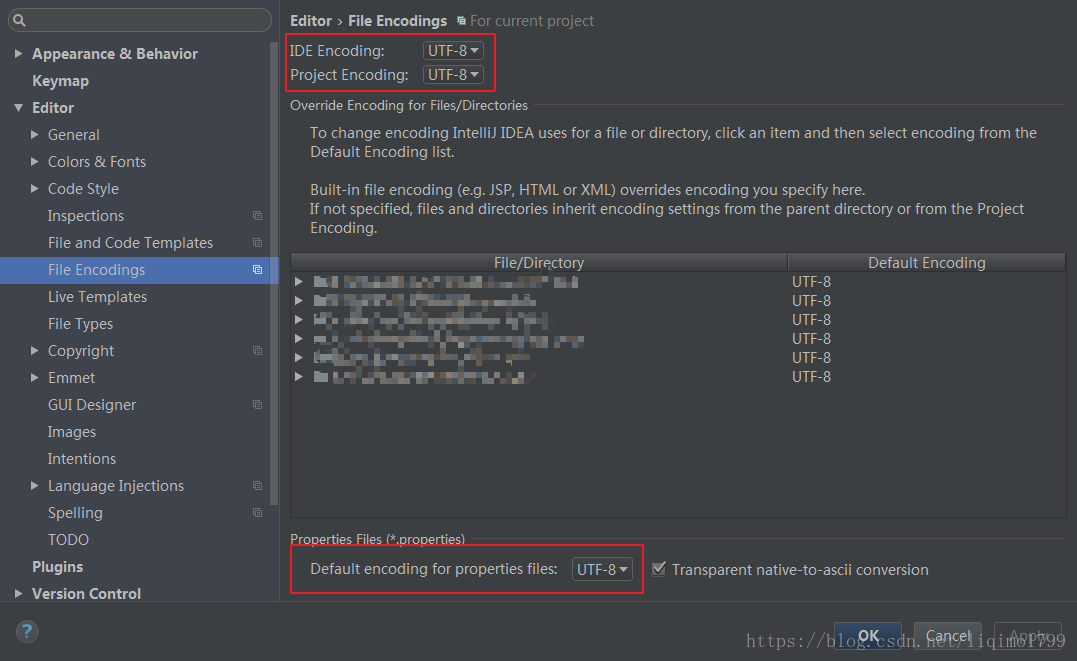 Editor › File Encodings For current project
Appearance & Behavior
Keymap
Editor
General
Colors & Fonts
Code Style
Inspections
File and Code Templates
File Encodings
Live Templates
File Types
Copyright
Emmet
GUI Designer
Images
Intentions
Language Injections
Spelling
TODO
Plugins
Version Control
IDE Encoding: UTF-8
Project Encoding: UTF-8
Override Encoding for Files/Directories
To change encoding IntelliJ IDEA uses for a file or directory, click an item and then select encoding from the
Default Encoding list.
Built-in file encoding (e.g. JSP, HTML or XML) overrides encoding you specify here.
If not specified, files and directories inherit encoding settings from the parent directory or from the Project
Encoding.
File/Directory Default Encoding
UTF-8
UTF-8
UTF-8
UTF-8
UTF-8
UTF-8
Properties Files (*.properties)
Default encoding for properties files: UTF-8 Transparent native-to-ascii conversion
?
OK Cancel Apply
https://blog.csdn.net/liqimo1799